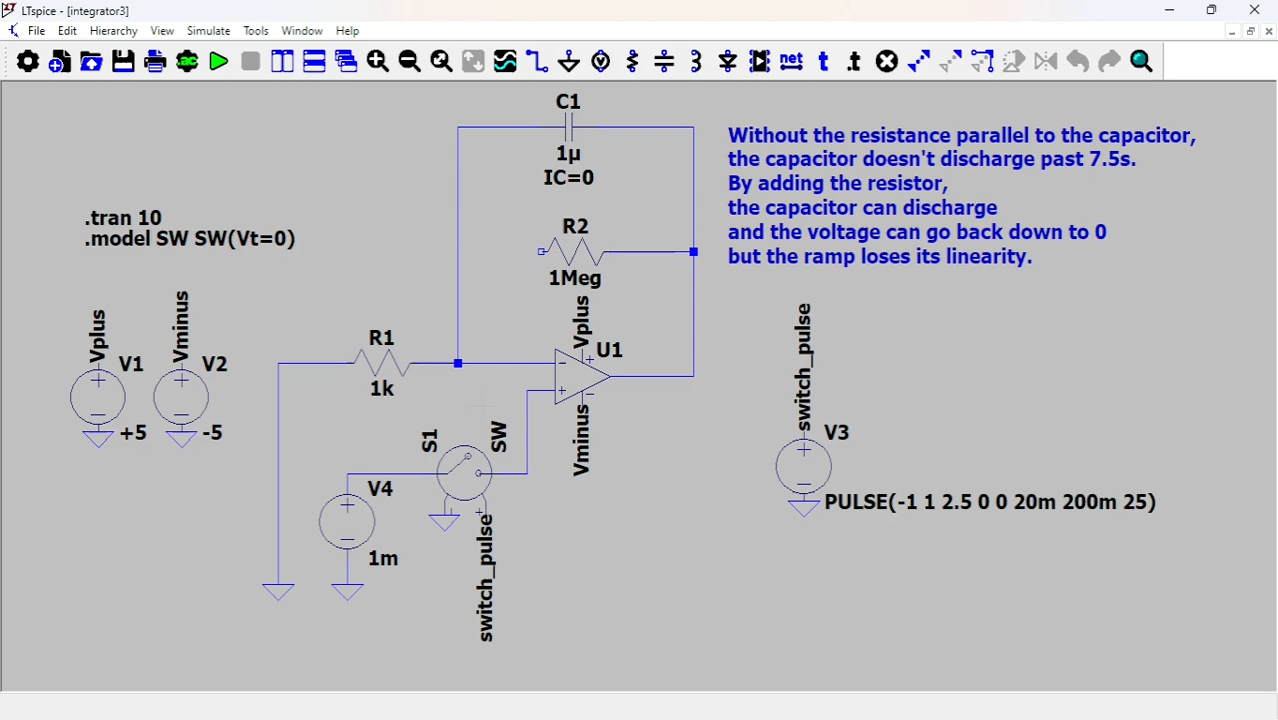 LTspice - [integrator3]
File Edit Hierarchy View Simulate Tools Window Help
.ac
net
t
.t
C1
1µ
IC=0
Without the resistance parallel to the capacitor,
the capacitor doesn't discharge past 7.5s.
By adding the resistor,
the capacitor can discharge
and the voltage can go back down to 0
but the ramp loses its linearity.
.tran 10
.model SW SW(Vt=0)
R2
1Meg
Vplus
V1
+5
Vminus
V2
-5
R1
1k
Vplus
U1
Vminus
S1
SW
V4
1m
switch_pulse
switch_pulse
V3
PULSE(-1 1 2.5 0 0 20m 200m 25)